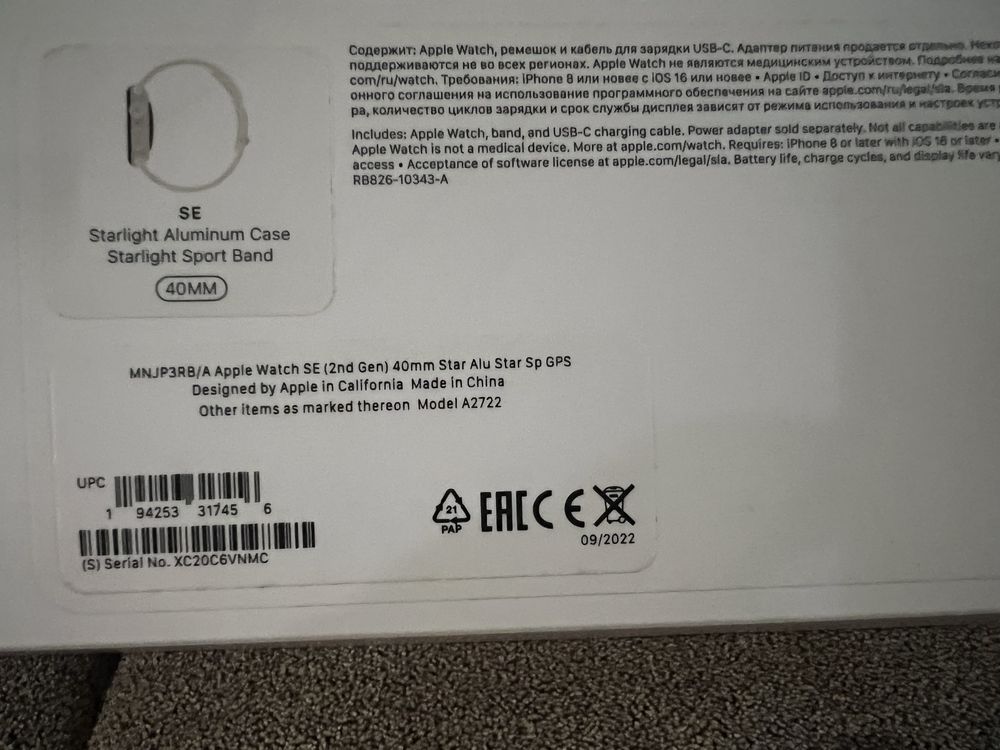 Содержит: Apple Watch, ремешок и кабель для зарядки USB-C. Адаптер питания продается отдельно.
поддерживаются не во всех регионах. Apple Watch не являются медицинским устройством. Подробнее на
com/ru/watch. Требования: iPhone 8 или новее с iOS 16 или новее • Apple ID • Доступ к интернету •
онного соглашения на использование программного обеспечения на сайте apple.com/ru/legal/sla. Время
ра, количество циклов зарядки и срок службы дисплея зависят от режима использования и настроек
Includes: Apple Watch, band, and USB-C charging cable. Power adapter sold separately. Not all capabilities are
Apple Watch is not a medical device. More at apple.com/watch. Requires: iPhone 8 or later with iOS 16 or later •
access • Acceptance of software license at apple.com/legal/sla. Battery life, charge cycles, and display life vary
RB826-10343-A
SE
Starlight Aluminum Case
Starlight Sport Band
40MM
MNJP3RB/A Apple Watch SE (2nd Gen) 40mm Star Alu Star Sp GPS
Designed by Apple in California Made in China
Other items as marked thereon Model A2722
UPC
1 94253 31745 6
(S) Serial No. XC20C6VNMC
21
PAP
EAC CE
09/2022